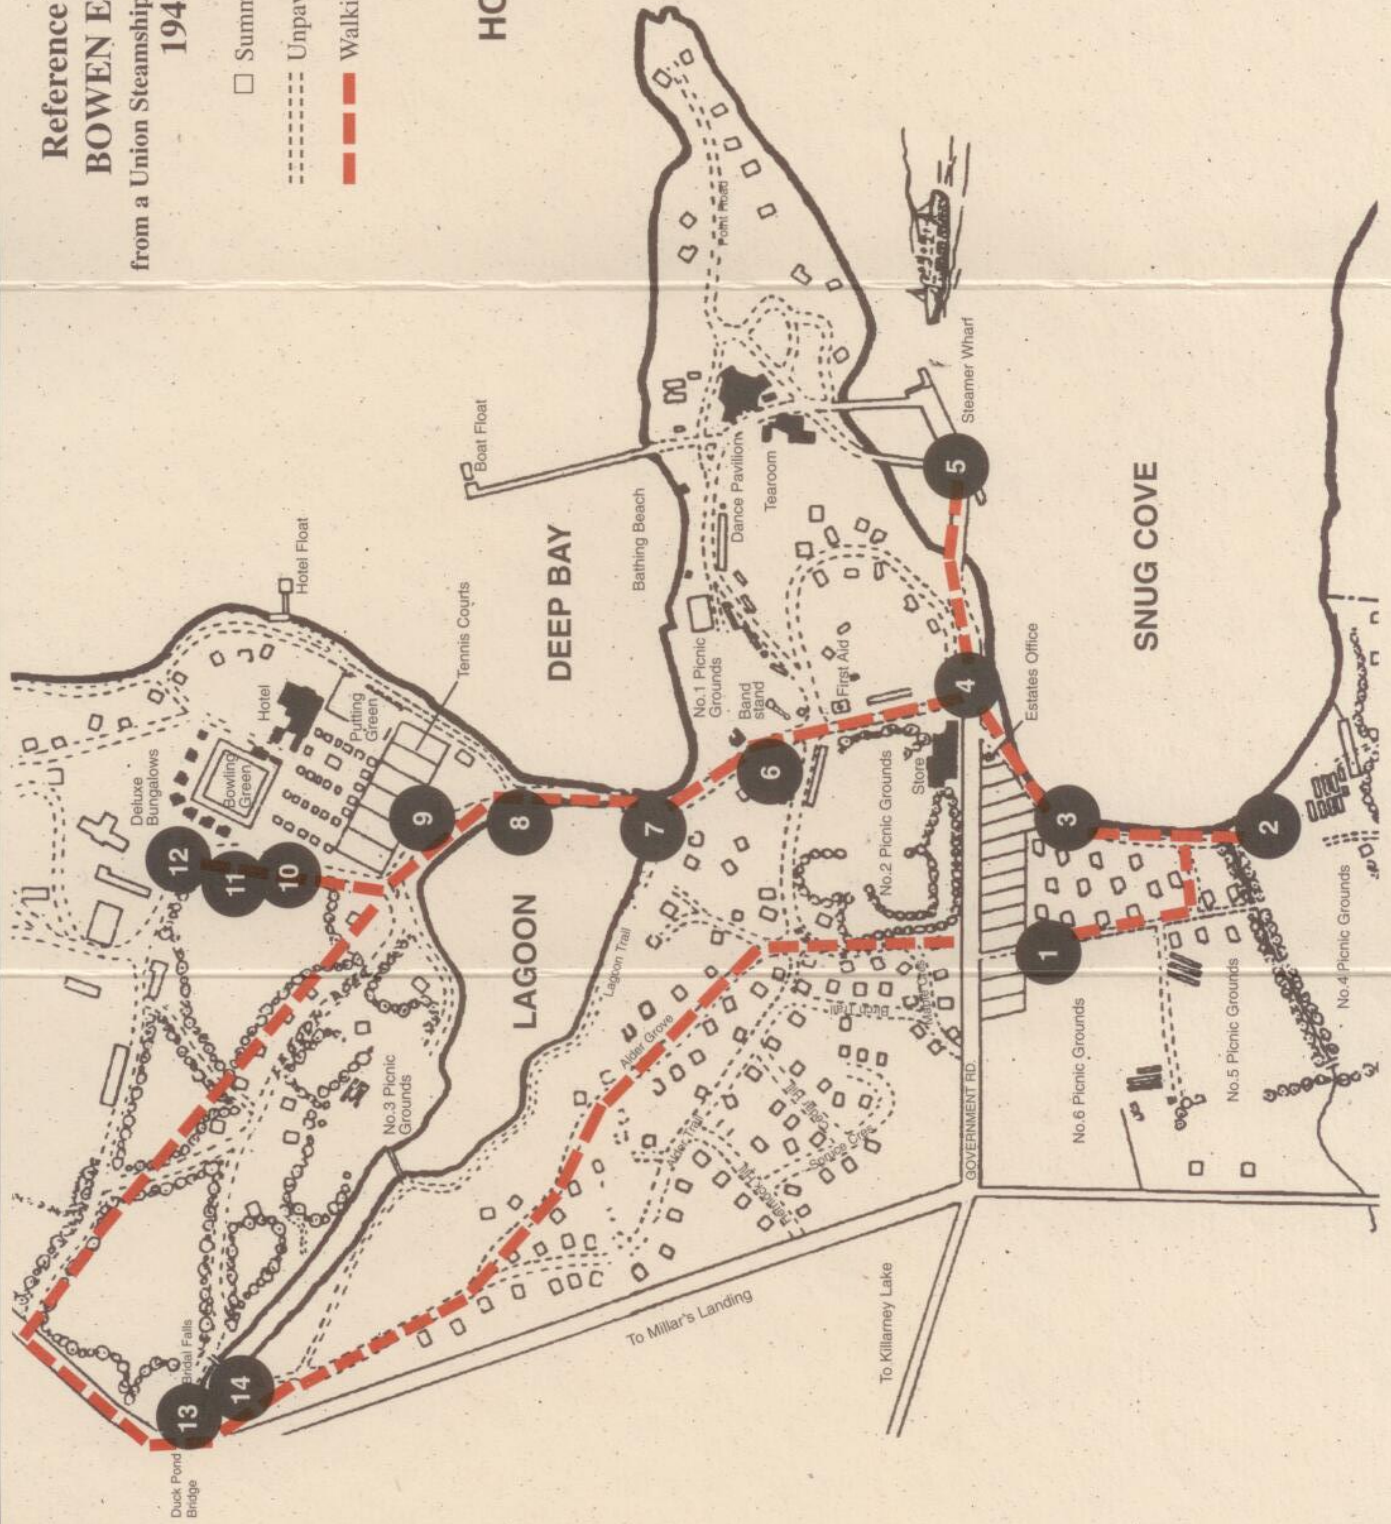 Reference
BOWEN E
from a Union Steamship
194
Summ
Unpav
Walki
HO
Point Road
Boat Float
Steamer Wharf
Hotel Float
Bathing Beach
Dance Pavilion
Tearoom
DEEP BAY
SNUG COVE
5
Tennis Courts
Hotel
Putting
Green
No.1 Picnic
Grounds
Band
stand
First Aid
4
Estates Office
Deluxe
Bungalows
Bowling
Green
6
No.2 Picnic Grounds
Store
12
11
10
9
8
7
3
2
LAGOON
Lagoon Trail
1
No.4 Picnic Grounds
No.5 Picnic Grounds
No.6 Picnic Grounds
Alder Grove
Maple Cres
No.3 Picnic
Grounds
Alder Trail
Spruce Cres
GOVERNMENT RD.
To Millar's Landing
To Killarney Lake
Bridal Falls
13
14
Duck Pond
Bridge